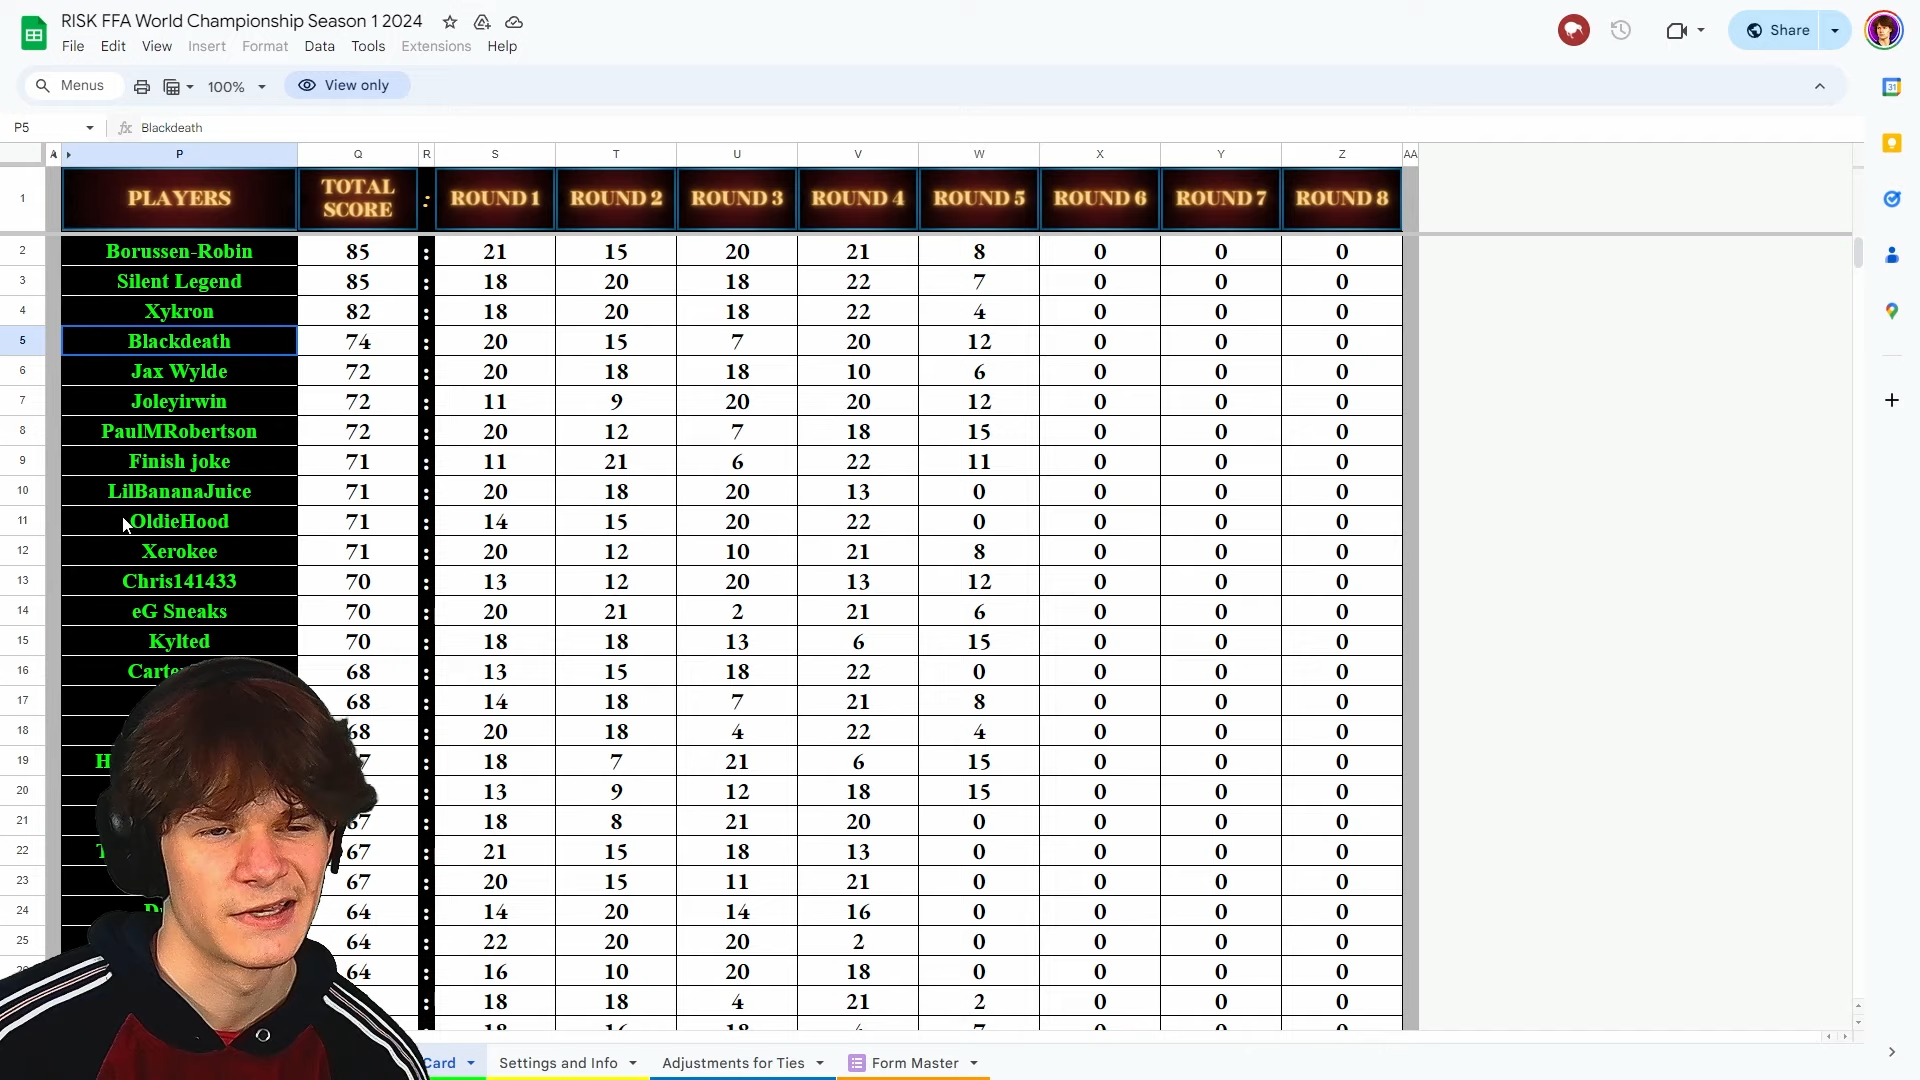 RISK FFA World Championship Season 1 2024
File Edit View Insert Format Data Tools Extensions Help
Share
Menus 100% View only
P5 fx Blackdeath
A P Q R S T U V W X Y Z AA
1 PLAYERS TOTAL SCORE : ROUND 1 ROUND 2 ROUND 3 ROUND 4 ROUND 5 ROUND 6 ROUND 7 ROUND 8
2 Borussen-Robin 85 : 21 15 20 21 8 0 0 0
3 Silent Legend 85 : 18 20 18 22 7 0 0 0
4 Xykron 82 : 18 20 18 22 4 0 0 0
5 Blackdeath 74 : 20 15 7 20 12 0 0 0
6 Jax Wylde 72 : 20 18 18 10 6 0 0 0
7 Joleyirwin 72 : 11 9 20 20 12 0 0 0
8 PaulMRobertson 72 : 20 12 7 18 15 0 0 0
9 Finish joke 71 : 11 21 6 22 11 0 0 0
10 LilBananaJuice 71 : 20 18 20 13 0 0 0 0
11 OldieHood 71 : 14 15 20 22 0 0 0 0
12 Xerokee 71 : 20 12 10 21 8 0 0 0
13 Chris141433 70 : 13 12 20 13 12 0 0 0
14 eG Sneaks 70 : 20 21 2 21 6 0 0 0
15 Kylted 70 : 18 18 13 6 15 0 0 0
16 68 : 13 15 18 22 0 0 0 0
17 68 : 14 18 7 21 8 0 0 0
18 68 : 20 18 4 22 4 0 0 0
19 : 18 7 21 6 15 0 0 0
20 : 13 9 12 18 15 0 0 0
21 67 : 18 8 21 20 0 0 0 0
22 67 : 21 15 18 13 0 0 0 0
23 67 : 20 15 11 21 0 0 0 0
24 64 : 14 20 14 16 0 0 0 0
25 64 : 22 20 20 2 0 0 0 0
64 : 16 10 20 18 0 0 0 0
: 18 18 4 21 2 0 0 0
Card Settings and Info Adjustments for Ties Form Master